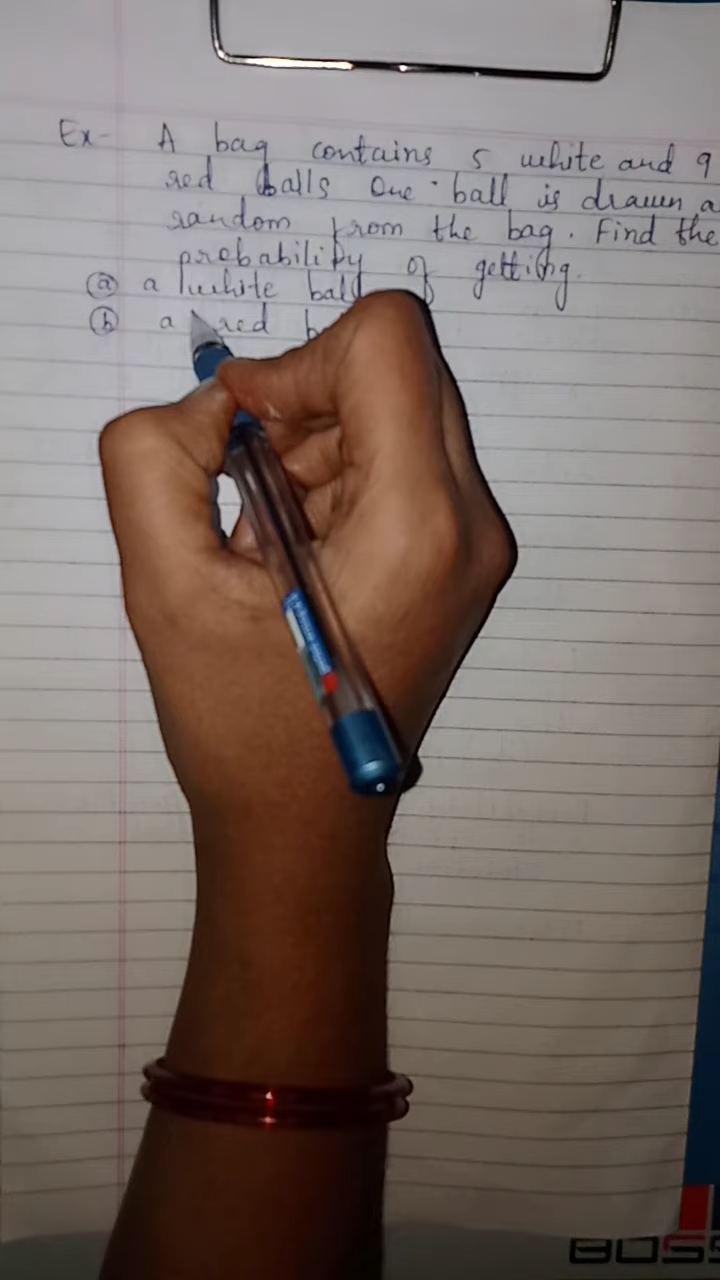 Ex- A bag contains 5 white and 9
red balls One ball is drawn a
random from the bag. Find the
probability of getting.
(a) a white ball
(b) a red b
BOSS